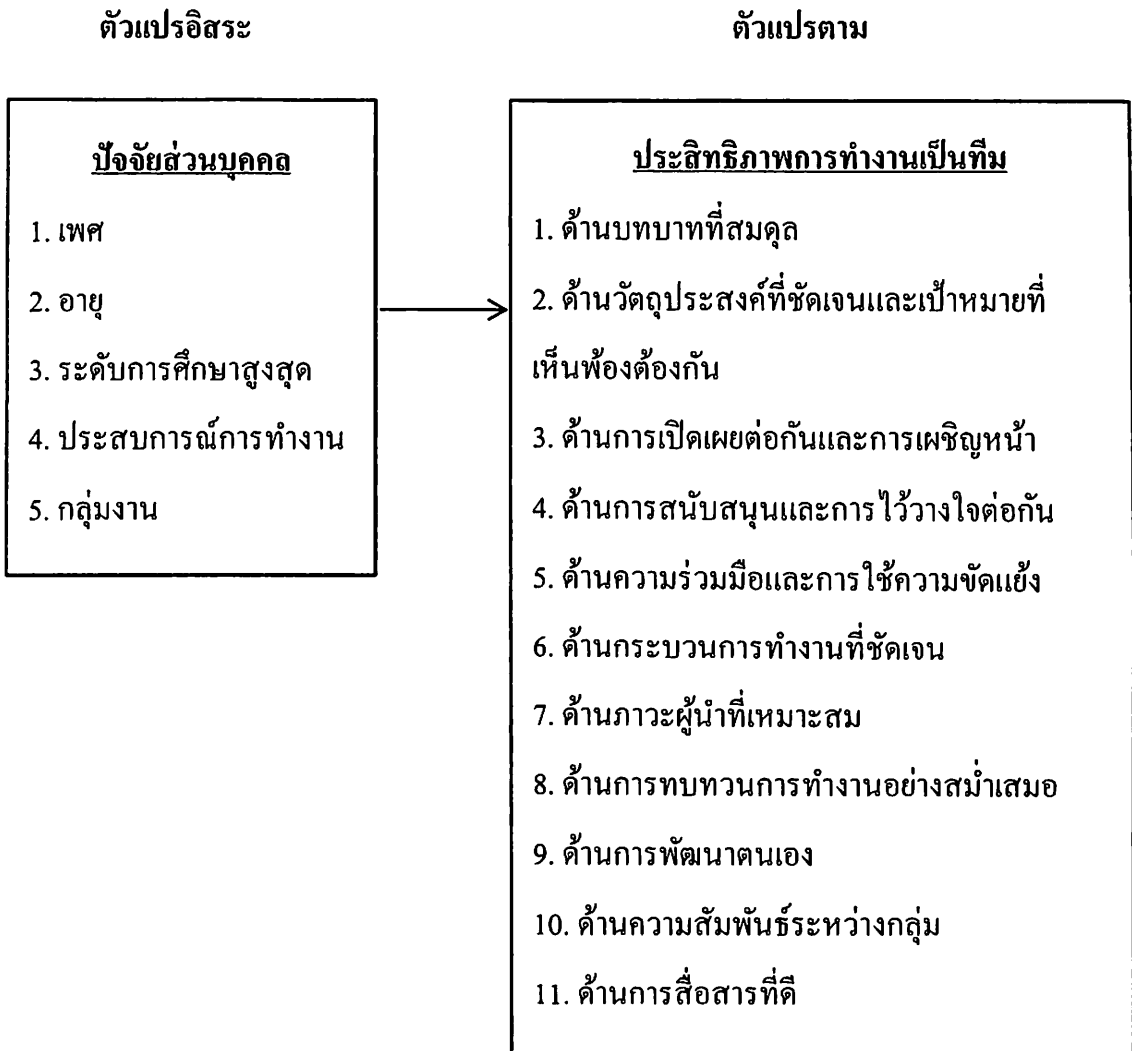 ตัวแปรอิสระ
ตัวแปรตาม
ปัจจัยส่วนบุคคล
1. เพศ
2. อายุ
3. ระดับการศึกษาสูงสุด
4. ประสบการณ์การทำงาน
5. กลุ่มงาน
ประสิทธิภาพการทำงานเป็นทีม
1. ด้านบทบาทที่สมดุล
2. ด้านวัตถุประสงค์ที่ชัดเจนและเป้าหมายที่
เห็นพ้องต้องกัน
3. ด้านการเปิดเผยต่อกันและการเผชิญหน้า
4. ด้านการสนับสนุนและการไว้วางใจต่อกัน
5. ด้านความร่วมมือและการใช้ความขัดแย้ง
6. ด้านกระบวนการทำงานที่ชัดเจน
7. ด้านภาวะผู้นำที่เหมาะสม
8. ด้านการทบทวนการทำงานอย่างสม่ำเสมอ
9. ด้านการพัฒนาตนเอง
10. ด้านความสัมพันธ์ระหว่างกลุ่ม
11. ด้านการสื่อสารที่ดี